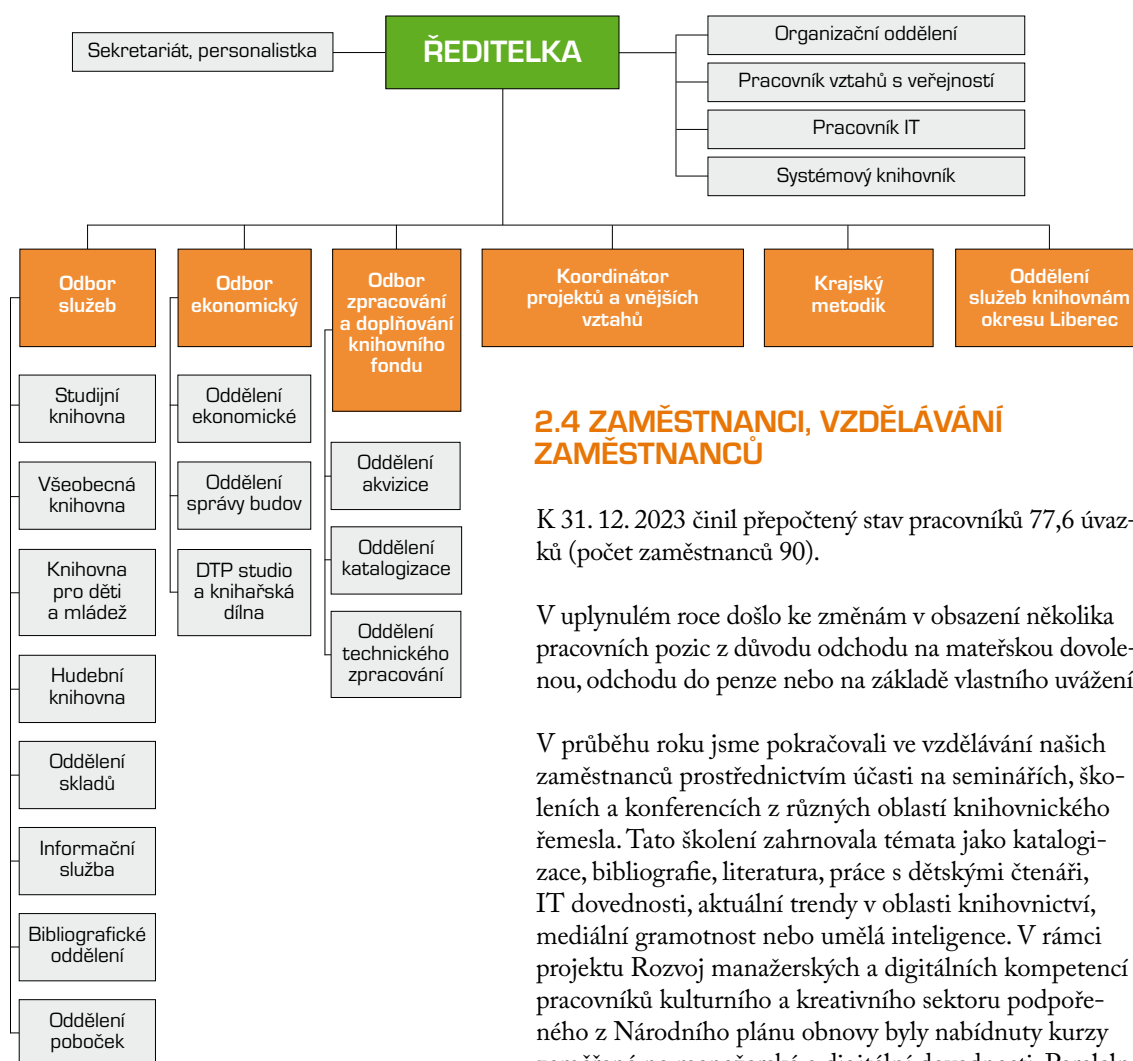 Sekretariát, personalistka
ŘEDITELKA
Organizační oddělení
Pracovník vztahů s veřejností
Pracovník IT
Systémový knihovník
Odbor
služeb
Studijní
knihovna
Všeobecná
knihovna
Knihovna
pro děti
a mládež
Hudební
knihovna
Oddělení
skladů
Informační
služba
Bibliografické
oddělení
Oddělení
poboček
Odbor
ekonomický
Oddělení
ekonomické
Oddělení
správy budov
DTP studio
a knihařská
dílna
Odbor
zpracování
a doplňování
knihovního
fondu
Oddělení
akvizice
Oddělení
katalogizace
Oddělení
technického
zpracování
Koordinátor
projektů a vnějších
vztahů
Krajský
metodik
Oddělení
služeb knihovnám
okresu Liberec
2.4 ZAMĚSTNANCI, VZDĚLÁVÁNÍ
ZAMĚSTNANCŮ
K 31. 12. 2023 činil přepočtený stav pracovníků 77,6 úvaz-
ků (počet zaměstnanců 90).
V uplynulém roce došlo ke změnám v obsazení několika
pracovních pozic z důvodu odchodu na mateřskou dovole-
nou, odchodu do penze nebo na základě vlastního uvážení
V průběhu roku jsme pokračovali ve vzdělávání našich
zaměstnanců prostřednictvím účasti na seminářích, ško-
leních a konferencích z různých oblastí knihovnického
řemesla. Tato školení zahrnovala témata jako katalogi-
zace, bibliografie, literatura, práce s dětskými čtenáři,
IT dovednosti, aktuální trendy v oblasti knihovnictví,
mediální gramotnost nebo umělá inteligence. V rámci
projektu Rozvoj manažerských a digitálních kompetencí
pracovníků kulturního a kreativního sektoru podpoře-
ného z Národního plánu obnovy byly nabídnuty kurzy